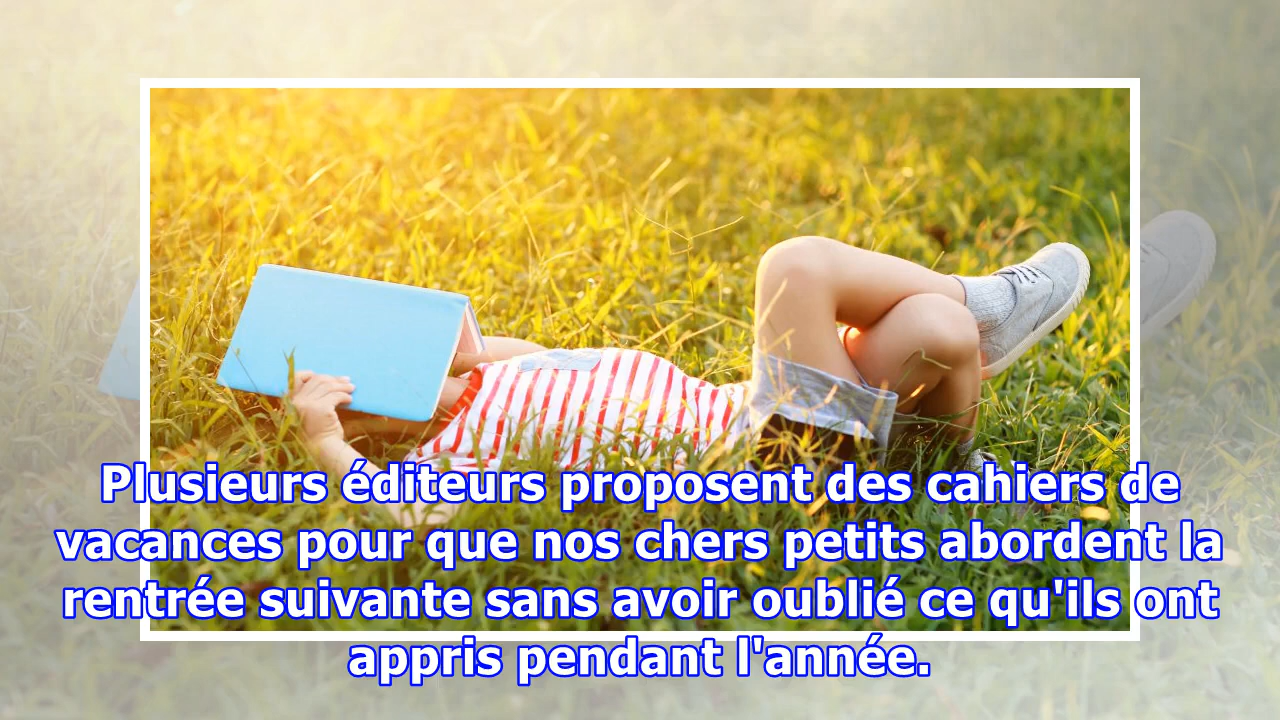 Plusieurs éditeurs proposent des cahiers de
vacances pour que nos chers petits abordent la
rentrée suivante sans avoir oublié ce qu'ils ont
appris pendant l'année.